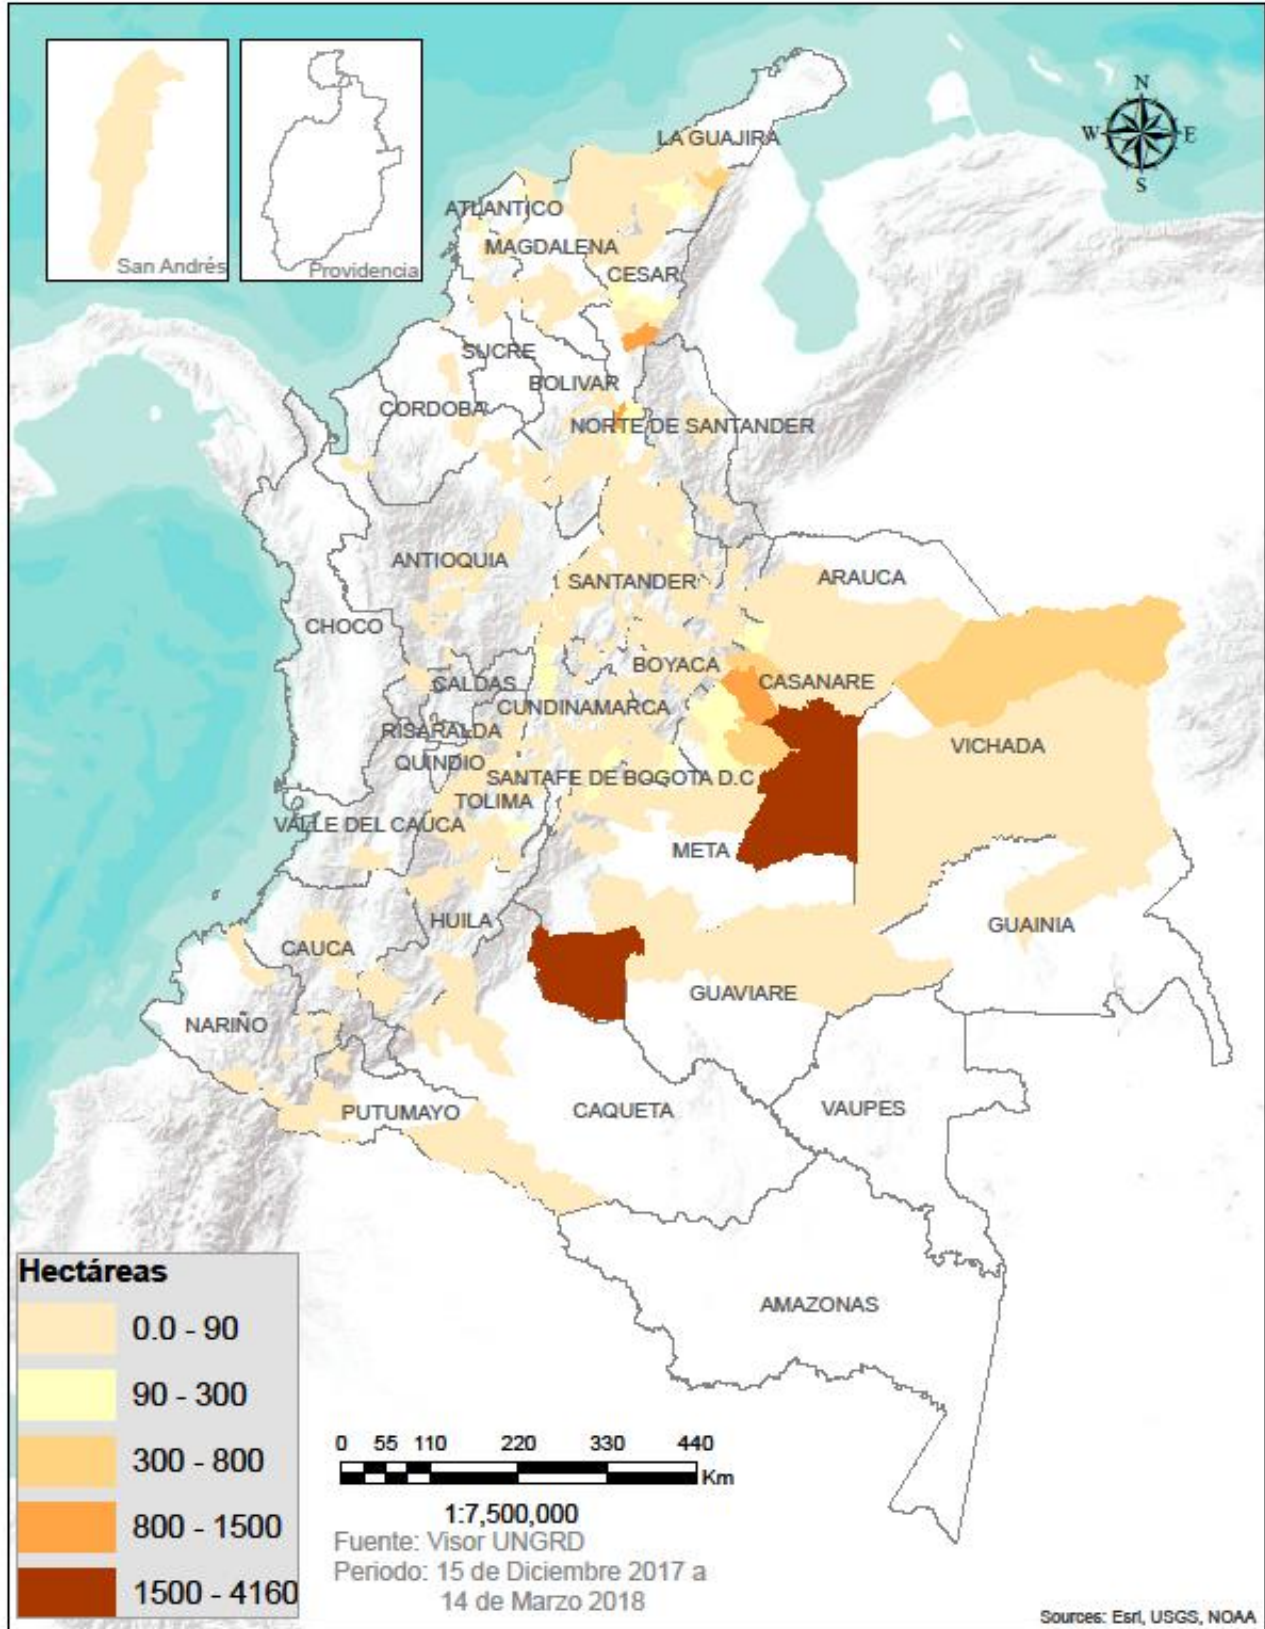 San Andrés
Providencia
N
W
E
S
LA GUAJIRA
ATLANTICO
MAGDALENA
CESAR
SUCRE
BOLIVAR
CORDOBA
NORTE DE SANTANDER
ANTIOQUIA
SANTANDER
ARAUCA
CHOCO
BOYACA
CALDAS
CASANARE
CUNDINAMARCA
RISARALDA
VICHADA
QUINDIO
SANTAFE DE BOGOTA D.C
TOLIMA
VALLE DEL CAUCA
META
HUILA
GUAINIA
CAUCA
GUAVIARE
NARIÑO
PUTUMAYO
CAQUETA
VAUPES
AMAZONAS
Hectáreas
0.0 - 90
90 - 300
300 - 800
800 - 1500
1500 - 4160
0 55 110 220 330 440
Km
1:7,500,000
Fuente: Visor UNGRD
Periodo: 15 de Diciembre 2017 a
14 de Marzo 2018
Sources: Esri, USGS, NOAA